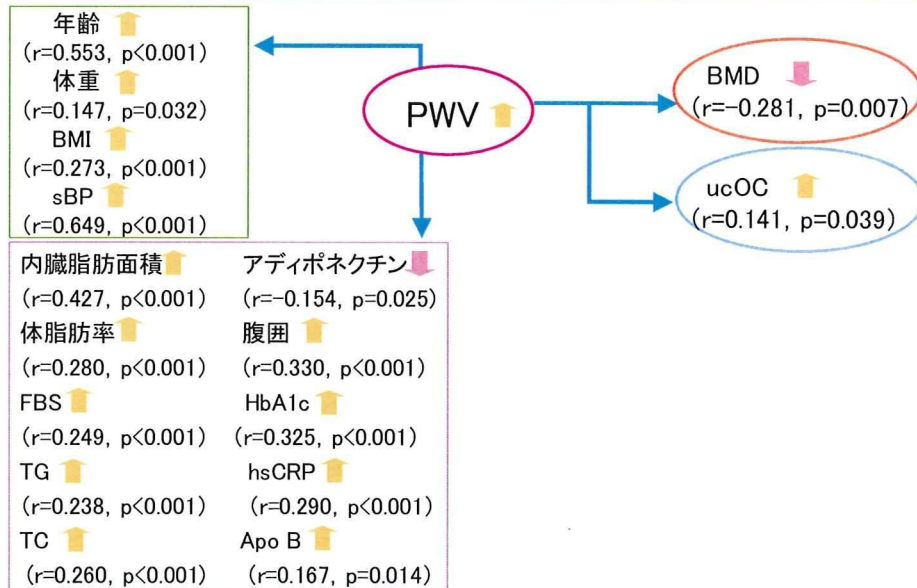 年齢
(r=0.553, p<0.001)
体重
(r=0.147, p=0.032)
BMI
(r=0.273, p<0.001)
sBP
(r=0.649, p<0.001)
PWV
BMD
(r=-0.281, p=0.007)
ucOC
(r=0.141, p=0.039)
内臓脂肪面積 アディポネクチン
(r=0.427, p<0.001) (r=-0.154, p=0.025)
体脂肪率 腹囲
(r=0.280, p<0.001) (r=0.330, p<0.001)
FBS HbA1c
(r=0.249, p<0.001) (r=0.325, p<0.001)
TG hsCRP
(r=0.238, p<0.001) (r=0.290, p<0.001)
TC Apo B
(r=0.260, p<0.001) (r=0.167, p=0.014)